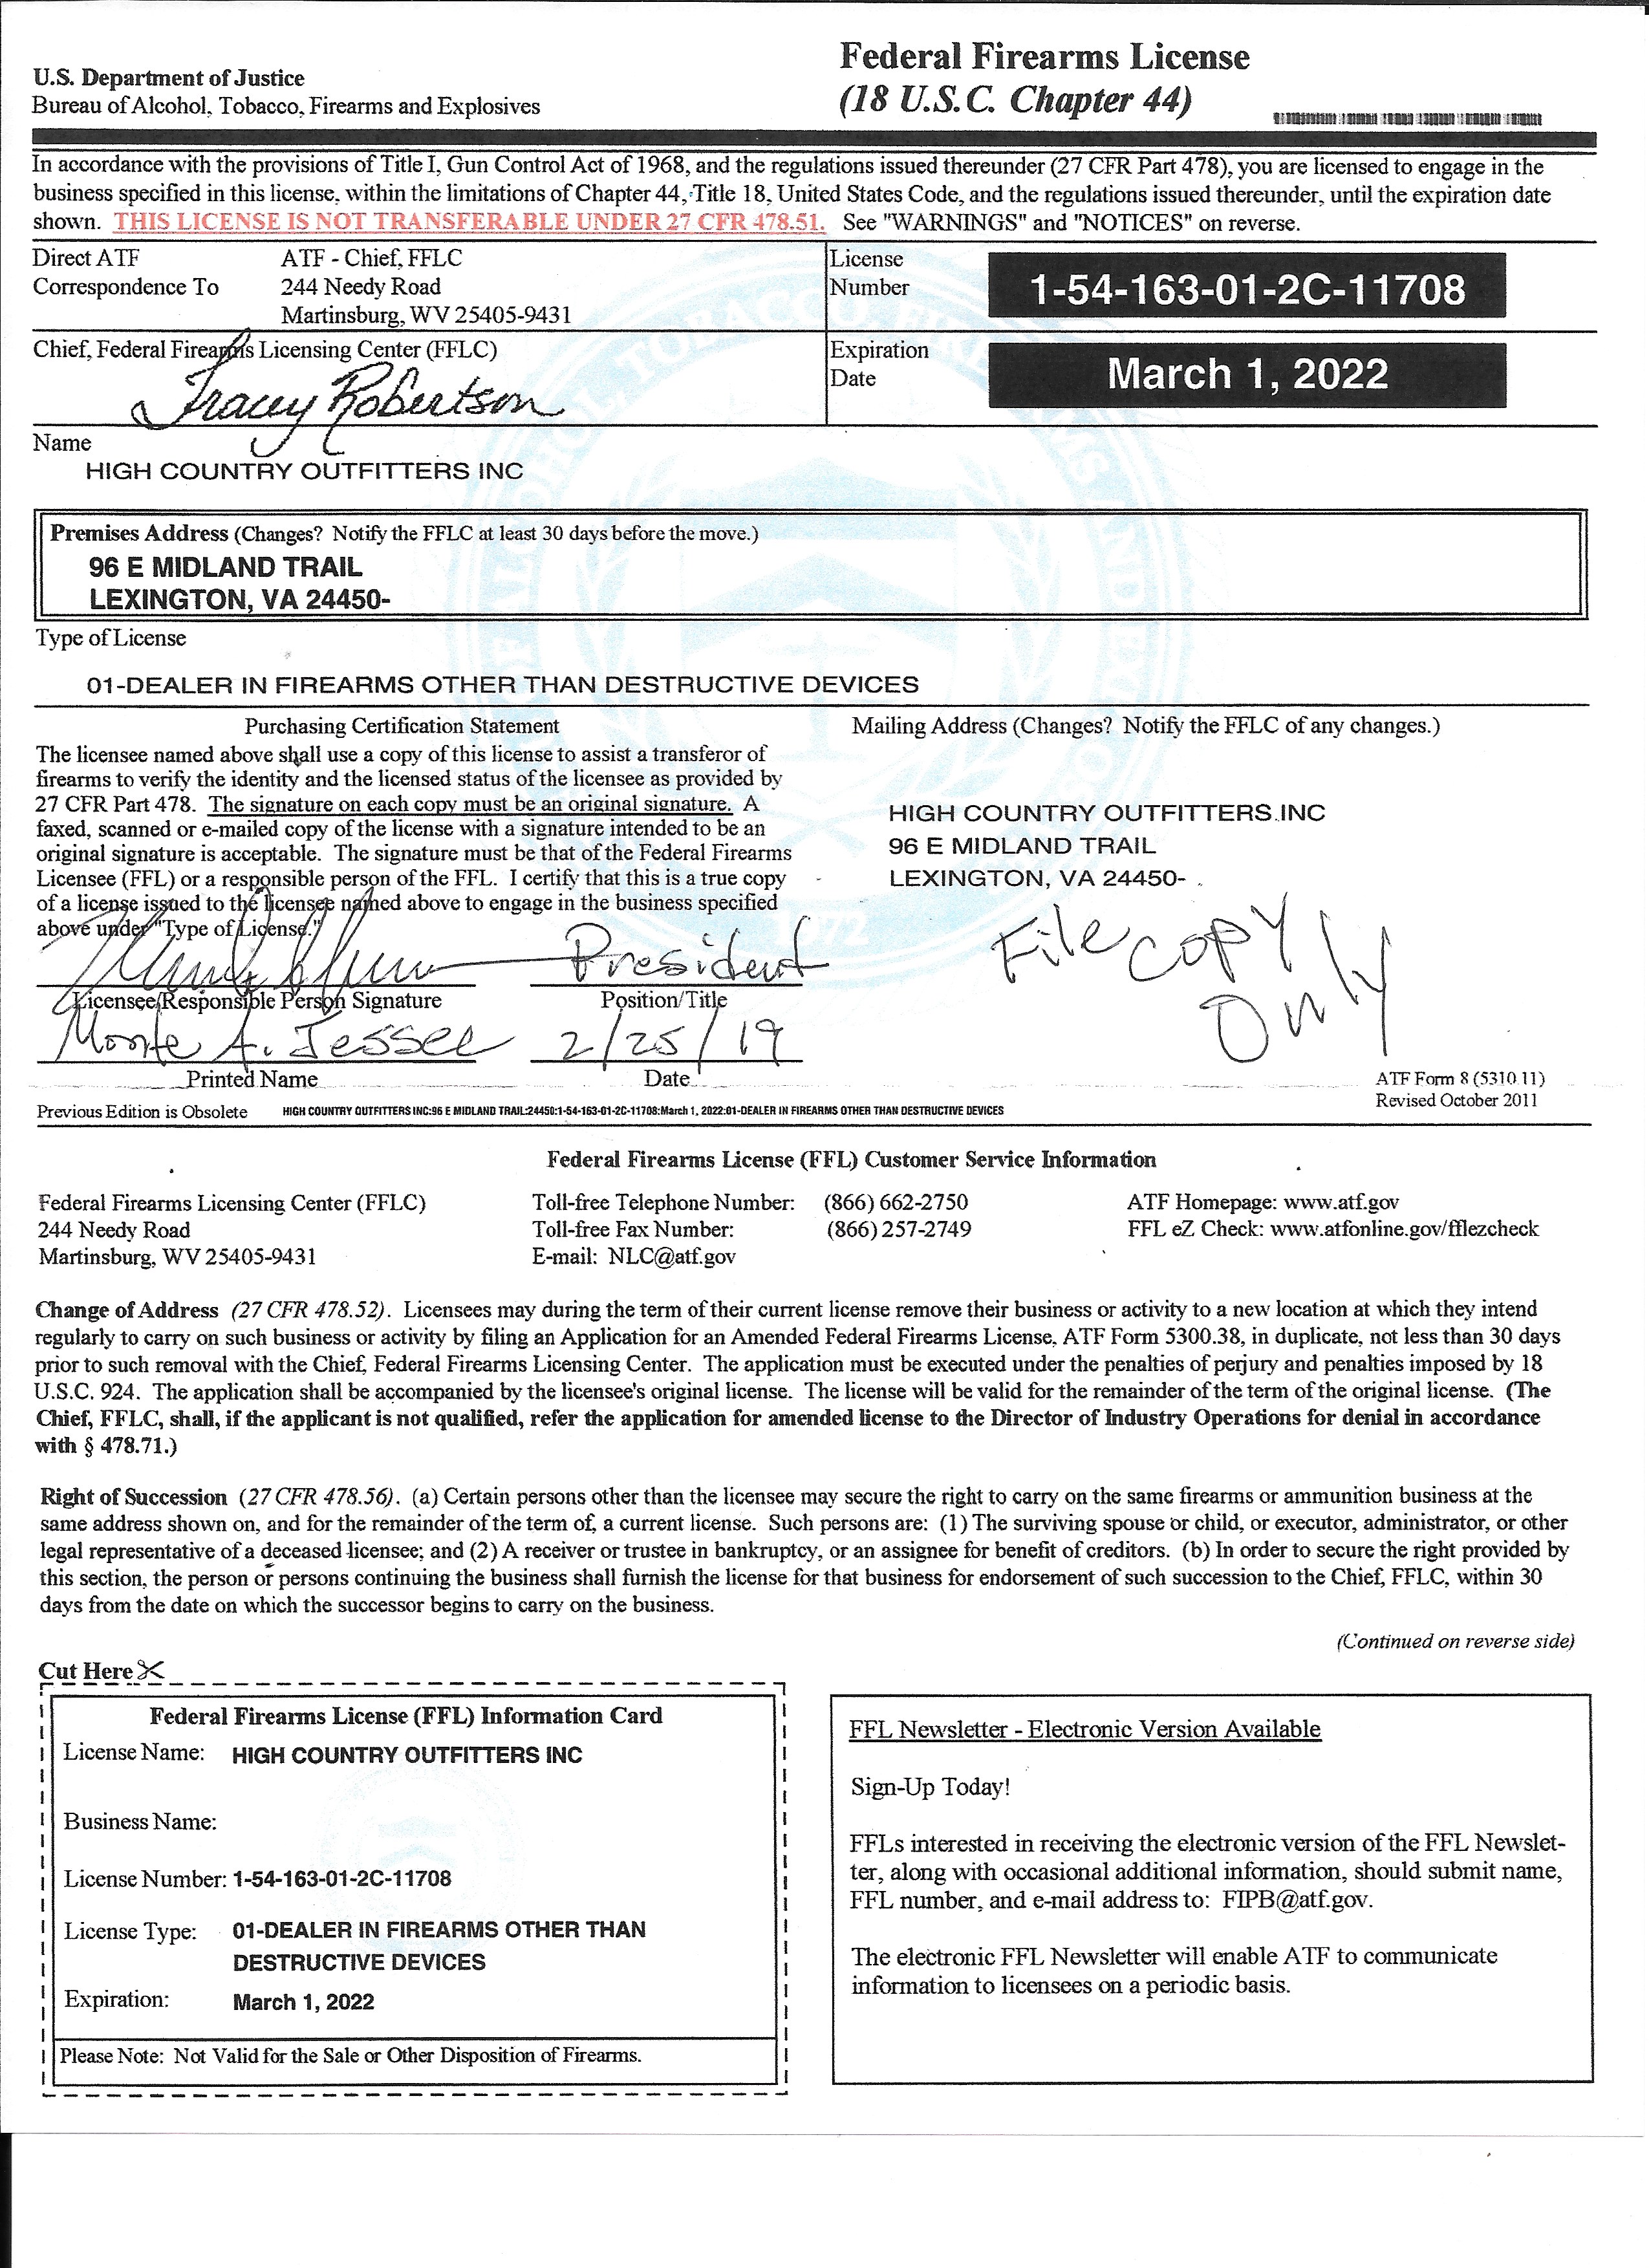 U.S. Department of Justice
Bureau of Alcohol, Tobacco, Firearms and Explosives
Federal Firearms License
(18 U.S.C. Chapter 44)
In accordance with the provisions of Title I, Gun Control Act of 1968, and the regulations issued thereunder (27 CFR Part 478), you are licensed to engage in the
business specified in this license, within the limitations of Chapter 44, Title 18, United States Code, and the regulations issued thereunder, until the expiration date
shown. THIS LICENSE IS NOT TRANSFERABLE UNDER 27 CFR 478.51. See "WARNINGS" and "NOTICES" on reverse.
Direct ATF
Correspondence To
ATF - Chief, FFLC
244 Needy Road
Martinsburg, WV 25405-9431
License
Number
1-54-163-01-2C-11708
Chief, Federal Firearms Licensing Center (FFLC)
Tracey Robertson
Expiration
Date
March 1, 2022
Name
HIGH COUNTRY OUTFITTERS INC
Premises Address (Changes? Notify the FFLC at least 30 days before the move.)
96 E MIDLAND TRAIL
LEXINGTON, VA 24450-
Type of License
01-DEALER IN FIREARMS OTHER THAN DESTRUCTIVE DEVICES
Purchasing Certification Statement
The licensee named above shall use a copy of this license to assist a transferor of
firearms to verify the identity and the licensed status of the licensee as provided by
27 CFR Part 478. The signature on each copy must be an original signature. A
faxed, scanned or e-mailed copy of the license with a signature intended to be an
original signature is acceptable. The signature must be that of the Federal Firearms
Licensee (FFL) or a responsible person of the FFL. I certify that this is a true copy
of a license issued to the licensee named above to engage in the business specified
above under "Type of License."
President
Licensee/Responsible Person Signature
Position/Title
Monte A. Jessee
2/25/19
Printed Name
Date
Mailing Address (Changes? Notify the FFLC of any changes.)
HIGH COUNTRY OUTFITTERS INC
96 E MIDLAND TRAIL
LEXINGTON, VA 24450-
File copy
only
ATF Form 8 (5310.11)
Revised October 2011
Previous Edition is Obsolete
HIGH COUNTRY OUTFITTERS INC:96 E MIDLAND TRAIL:24450:1-54-163-01-2C-11708:March 1, 2022:01-DEALER IN FIREARMS OTHER THAN DESTRUCTIVE DEVICES
Federal Firearms License (FFL) Customer Service Information
Federal Firearms Licensing Center (FFLC)
244 Needy Road
Martinsburg, WV 25405-9431
Toll-free Telephone Number: (866) 662-2750
Toll-free Fax Number: (866) 257-2749
E-mail: NLC@atf.gov
ATF Homepage: www.atf.gov
FFL eZ Check: www.atfonline.gov/fflezcheck
Change of Address (27 CFR 478.52). Licensees may during the term of their current license remove their business or activity to a new location at which they intend
regularly to carry on such business or activity by filing an Application for an Amended Federal Firearms License, ATF Form 5300.38, in duplicate, not less than 30 days
prior to such removal with the Chief, Federal Firearms Licensing Center. The application must be executed under the penalties of perjury and penalties imposed by 18
U.S.C. 924. The application shall be accompanied by the licensee's original license. The license will be valid for the remainder of the term of the original license. (The
Chief, FFLC, shall, if the applicant is not qualified, refer the application for amended license to the Director of Industry Operations for denial in accordance
with § 478.71.)
Right of Succession (27 CFR 478.56). (a) Certain persons other than the licensee may secure the right to carry on the same firearms or ammunition business at the
same address shown on, and for the remainder of the term of, a current license. Such persons are: (1) The surviving spouse or child, or executor, administrator, or other
legal representative of a deceased licensee; and (2) A receiver or trustee in bankruptcy, or an assignee for benefit of creditors. (b) In order to secure the right provided by
this section, the person or persons continuing the business shall furnish the license for that business for endorsement of such succession to the Chief, FFLC, within 30
days from the date on which the successor begins to carry on the business.
(Continued on reverse side)
Cut Here
Federal Firearms License (FFL) Information Card
License Name: HIGH COUNTRY OUTFITTERS INC
Business Name:
License Number: 1-54-163-01-2C-11708
License Type: 01-DEALER IN FIREARMS OTHER THAN
DESTRUCTIVE DEVICES
Expiration: March 1, 2022
Please Note: Not Valid for the Sale or Other Disposition of Firearms.
FFL Newsletter - Electronic Version Available
Sign-Up Today!
FFLs interested in receiving the electronic version of the FFL Newslet-
ter, along with occasional additional information, should submit name,
FFL number, and e-mail address to: FIPB@atf.gov.
The electronic FFL Newsletter will enable ATF to communicate
information to licensees on a periodic basis.